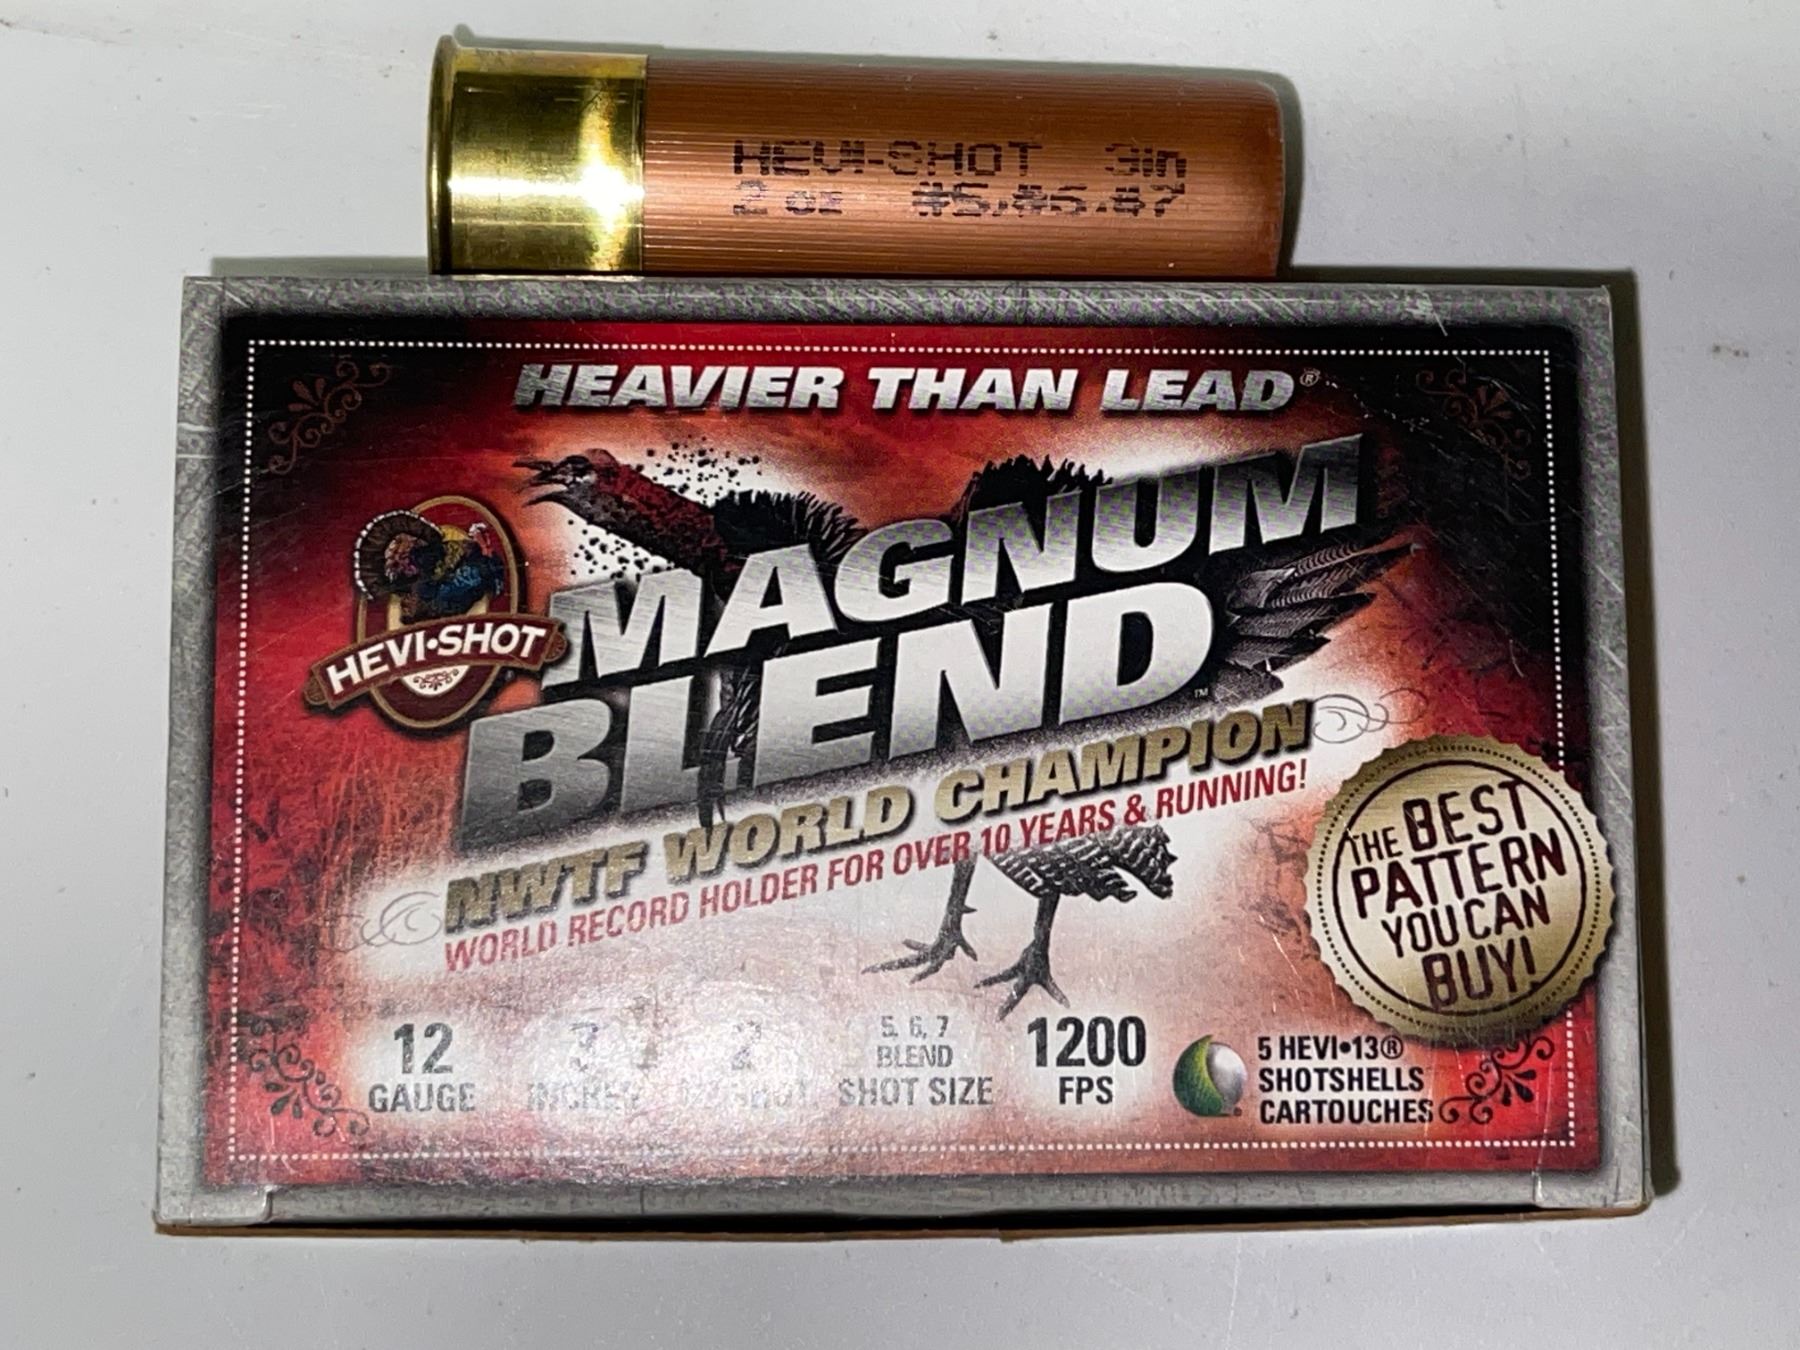 HEVI-SHOT 3in
2 oz #5,#6,#7
HEAVIER THAN LEAD®
HEVI•SHOT
MAGNUM
BLEND™
NWTF WORLD CHAMPION
WORLD RECORD HOLDER FOR OVER 10 YEARS & RUNNING!
THE BEST
PATTERN
YOU CAN
BUY!
12
GAUGE
3
INCHES
2
5, 6, 7
BLEND
SHOT SIZE
1200
FPS
5 HEVI•13®
SHOTSHELLS
CARTOUCHES